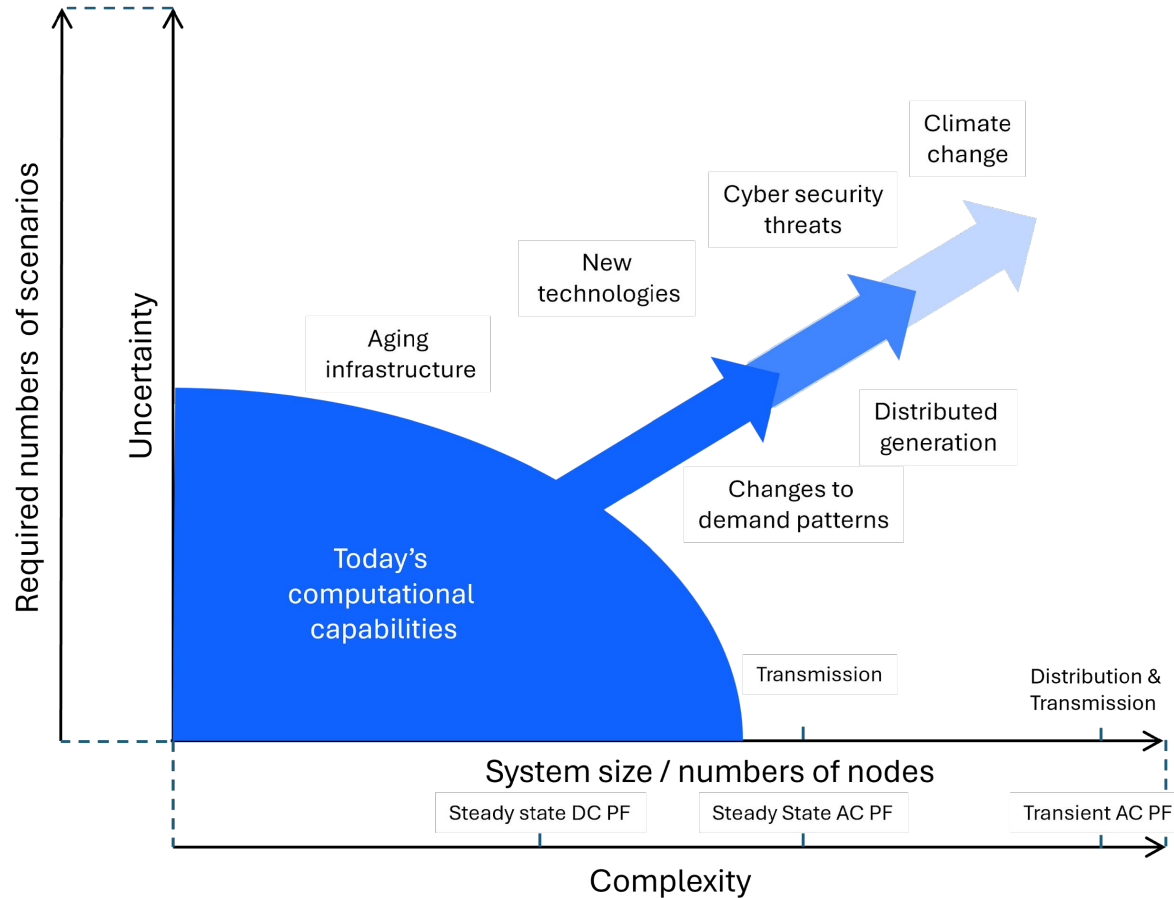 Climate
change
Cyber security
threats
New
technologies
Aging
infrastructure
Required numbers of scenarios
Uncertainty
Distributed
generation
Changes to
demand patterns
Today's
computational
capabilities
Transmission
Distribution &
Transmission
System size / numbers of nodes
Steady state DC PF
Steady State AC PF
Transient AC PF
Complexity